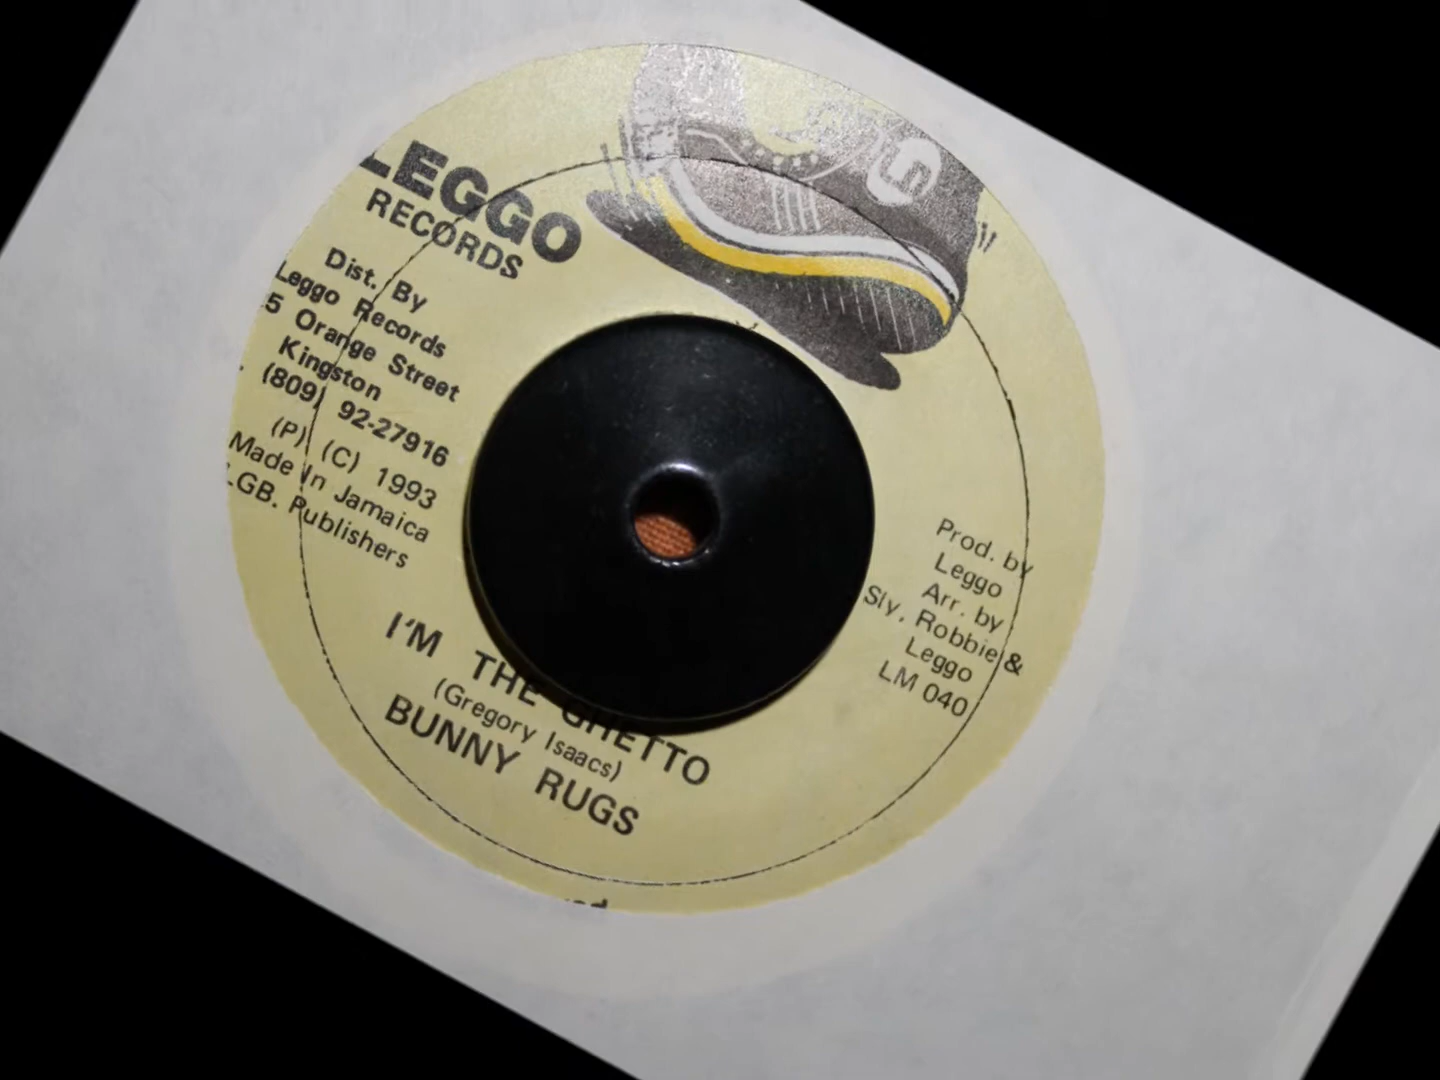 LEGGO
RECORDS
Dist. By
Leggo Records
5 Orange Street
Kingston
(809) 92-27916
(P) (C) 1993
Made In Jamaica
LGB. Publishers
Prod. by
Leggo
Arr. by
Sly, Robbie &
Leggo
LM 040
I'M THE GHETTO
(Gregory Isaacs)
BUNNY RUGS